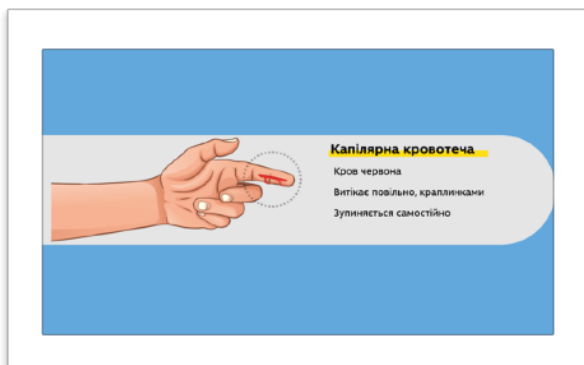 Капілярна кровотеча
Кров червона
Витікає повільно, краплинками
Зупиняється самостійно